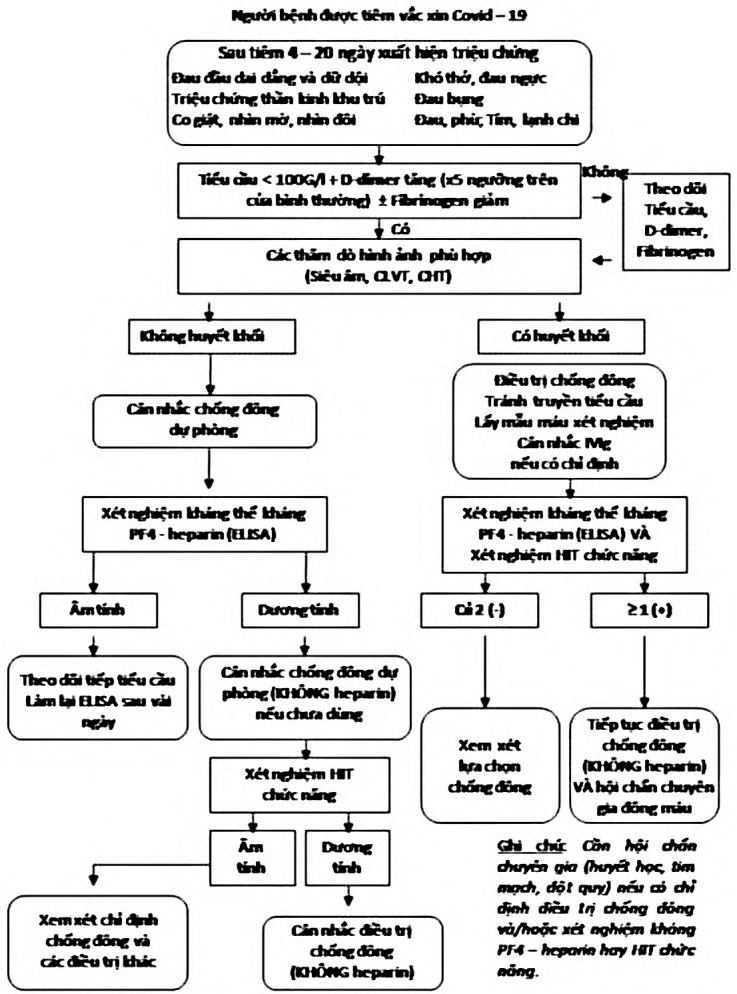 Người bệnh được tiêm vắc xin Covid – 19
Sau tiêm 4 – 20 ngày xuất hiện triệu chứng
Đau đầu dai dẳng và dữ dội
Khó thở, đau ngực
Triệu chứng thần kinh khu trú
Đau bụng
Co giật, nhìn mờ, nhìn đôi
Đau, phù, Tím, lạnh chi
Tiểu cầu < 100G/l + D-dimer tăng (x5 ngưỡng trên
của bình thường) ± Fibrinogen giảm
Không
Theo dõi
Tiểu cầu,
D-dimer,
Fibrinogen
Có
Các thăm dò hình ảnh phù hợp
(Siêu âm, CLVT, CHT)
Không huyết khối
Có huyết khối
Cân nhắc chống đông
dự phòng
Điều trị chống đông
Tránh truyền tiểu cầu
Lấy mẫu máu xét nghiệm
Cân nhắc IVIg
nếu có chỉ định
Xét nghiệm kháng thể kháng
PF4 - heparin (ELISA)
Xét nghiệm kháng thể kháng
PF4 - heparin (ELISA) VÀ
Xét nghiệm HIT chức năng
Âm tính
Dương tính
Cả 2 (-)
≥ 1 (+)
Theo dõi tiếp tiểu cầu
Làm lại ELISA sau vài
ngày
Cân nhắc chống đông dự
phòng (KHÔNG heparin)
nếu chưa dùng
Xem xét
lựa chọn
chống đông
Tiếp tục điều trị
chống đông
(KHÔNG heparin)
VÀ hội chẩn chuyên
gia đông máu
Xét nghiệm HIT
chức năng
Âm
tính
Dương
tính
Xem xét chỉ định
chống đông và
các điều trị khác
Cân nhắc điều trị
chống đông
(KHÔNG heparin)
Ghi chú: Cần hội chẩn
chuyên gia (huyết học, tim
mạch, đột quỵ) nếu có chỉ
định điều trị chống đông
và/hoặc xét nghiệm kháng
PF4 – heparin hay HIT chức
năng.